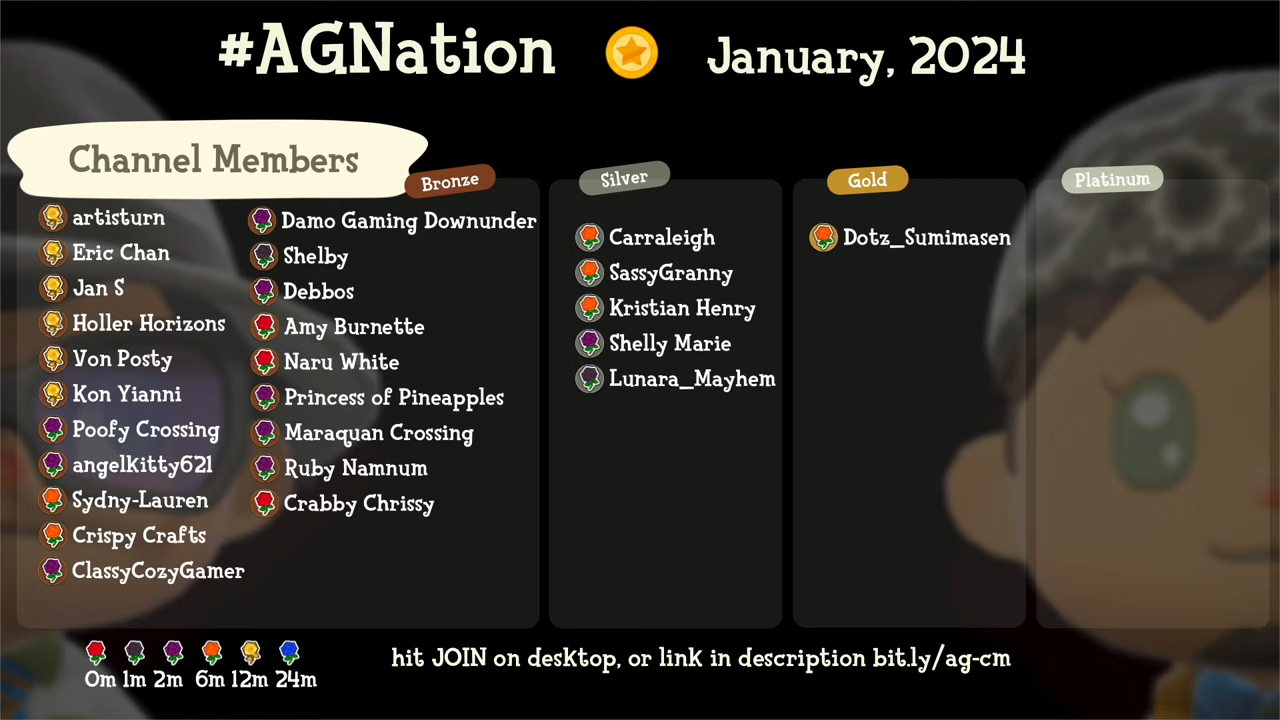 #AGNation January, 2024
Channel Members
Bronze
artisturn
Eric Chan
Jan S
Holler Horizons
Von Posty
Kon Yianni
Poofy Crossing
angelkitty621
Sydny-Lauren
Crispy Crafts
ClassyCozyGamer
Damo Gaming Downunder
Shelby
Debbos
Amy Burnette
Naru White
Princess of Pineapples
Maraquan Crossing
Ruby Namnum
Crabby Chrissy
Silver
Carraleigh
SassyGranny
Kristian Henry
Shelly Marie
Lunara_Mayhem
Gold
Dotz_Sumimasen
Platinum
0m 1m 2m 6m 12m 24m
hit JOIN on desktop, or link in description bit.ly/ag-cm